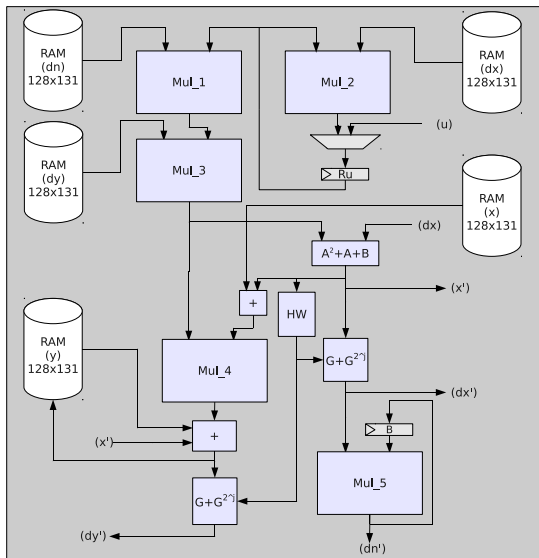 RAM
(dn)
128x131
Mul_1
Mul_2
RAM
(dx)
128x131
(u)
RAM
(dy)
128x131
Mul_3
Ru
RAM
(x)
128x131
(dx)
A²+A+B
(x')
+
HW
RAM
(y)
128x131
Mul_4
G+G^2^j
(dx')
B
(x')
+
Mul_5
G+G^2^j
(dy')
(dn')